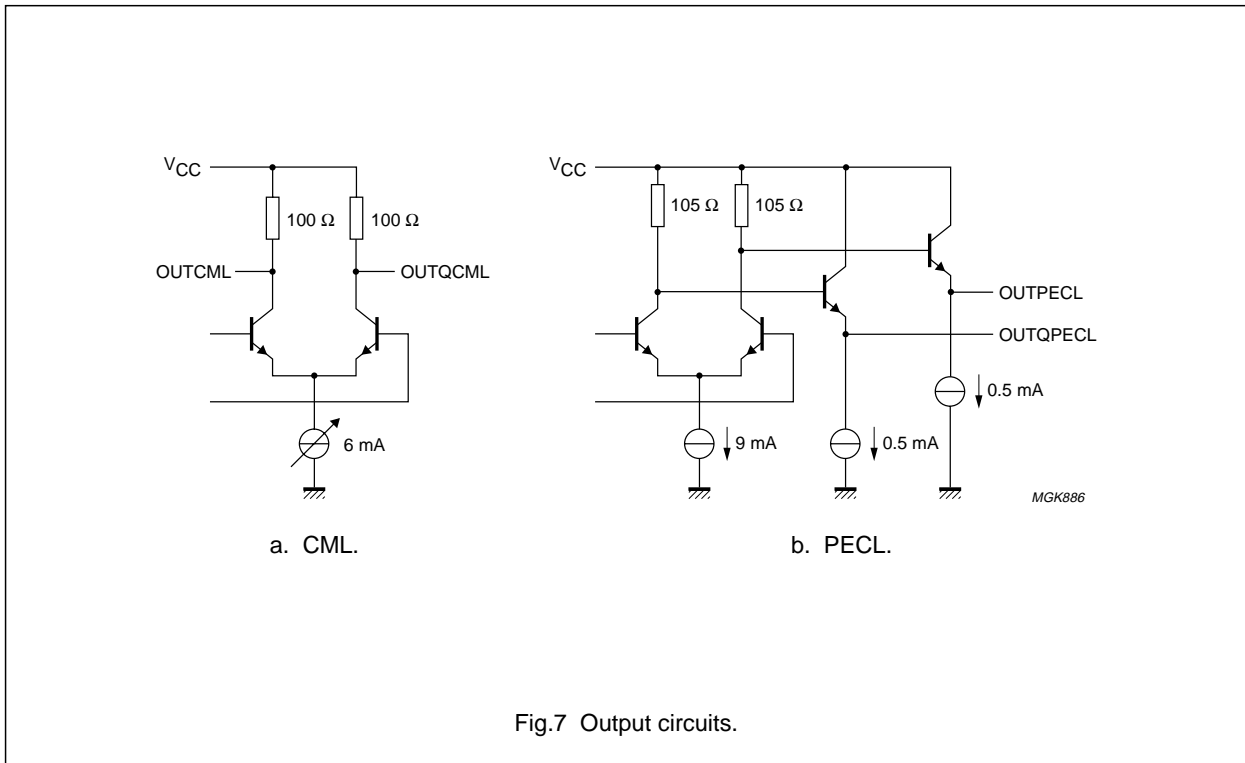 VCC
100 Ω
100 Ω
OUTCML
OUTQCML
6 mA
a. CML.
VCC
105 Ω
105 Ω
OUTPECL
OUTQPECL
0.5 mA
9 mA
0.5 mA
MGK886
b. PECL.
Fig.7 Output circuits.